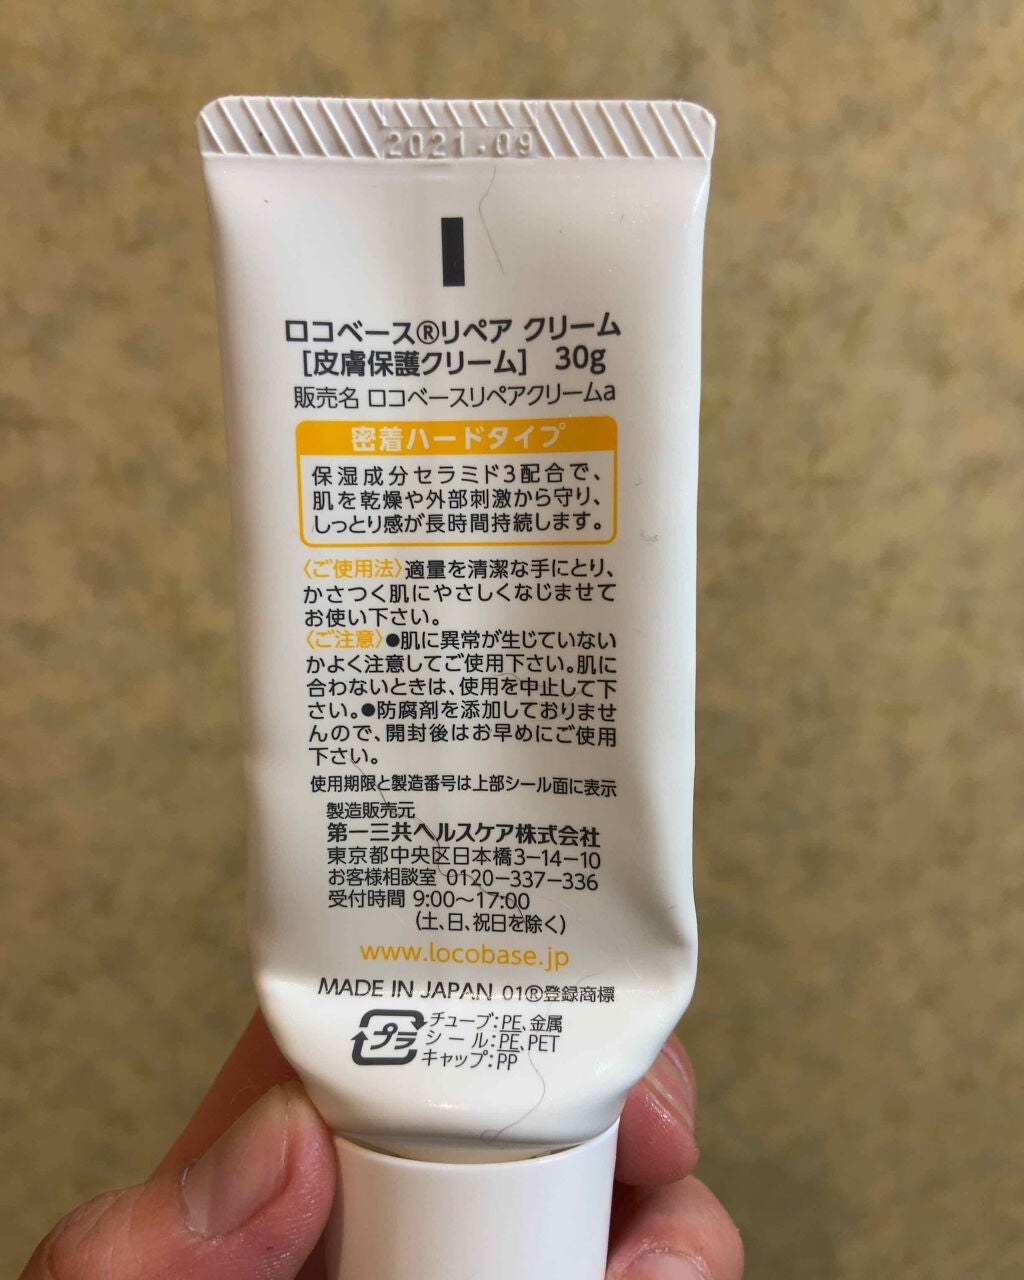 2021.09
ロコベース®リペア クリーム
[皮膚保護クリーム] 30g
販売名 ロコベースリペアクリームa
密着ハードタイプ
保湿成分セラミド3配合で、
肌を乾燥や外部刺激から守り、
しっとり感が長時間持続します。
〈ご使用法〉適量を清潔な手にとり、
かさつく肌にやさしくなじませて
お使い下さい。
〈ご注意〉●肌に異常が生じていない
かよく注意してご使用下さい。肌に
合わないときは、使用を中止して下
さい。●防腐剤を添加しておりませ
んので、開封後はお早めにご使用
下さい。
使用期限と製造番号は上部シール面に表示
製造販売元
第一三共ヘルスケア株式会社
東京都中央区日本橋3-14-10
お客様相談室 0120-337-336
受付時間 9:00~17:00
(土、日、祝日を除く)
www.locobase.jp
MADE IN JAPAN 01®登録商標
プラ
チューブ:PE、金属
シール:PE、PET
キャップ:PP